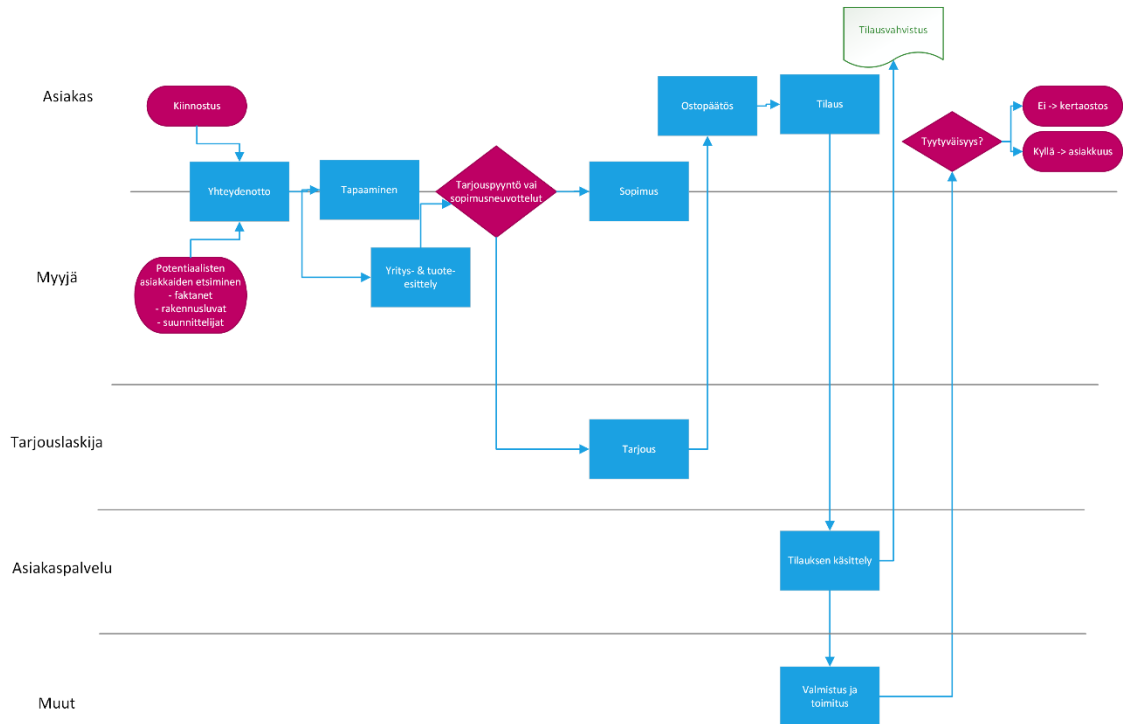 Tilausvahvistus
Asiakas
Kiinnostus
Ostopäätös
Tilaus
Ei -> kertaostos
Tyytyväisyys?
Kyllä -> asiakkuus
Yhteydenotto
Tapaaminen
Tarjouspyyntö vai
sopimusneuvottelut
Sopimus
Myyjä
Potentiaalisten
asiakkaiden etsiminen
- faktanet
- rakennusluvat
- suunnittelijat
Yritys- & tuote-
esittely
Tarjouslaskija
Tarjous
Asiakaspalvelu
Tilauksen käsittely
Muut
Valmistus ja
toimitus